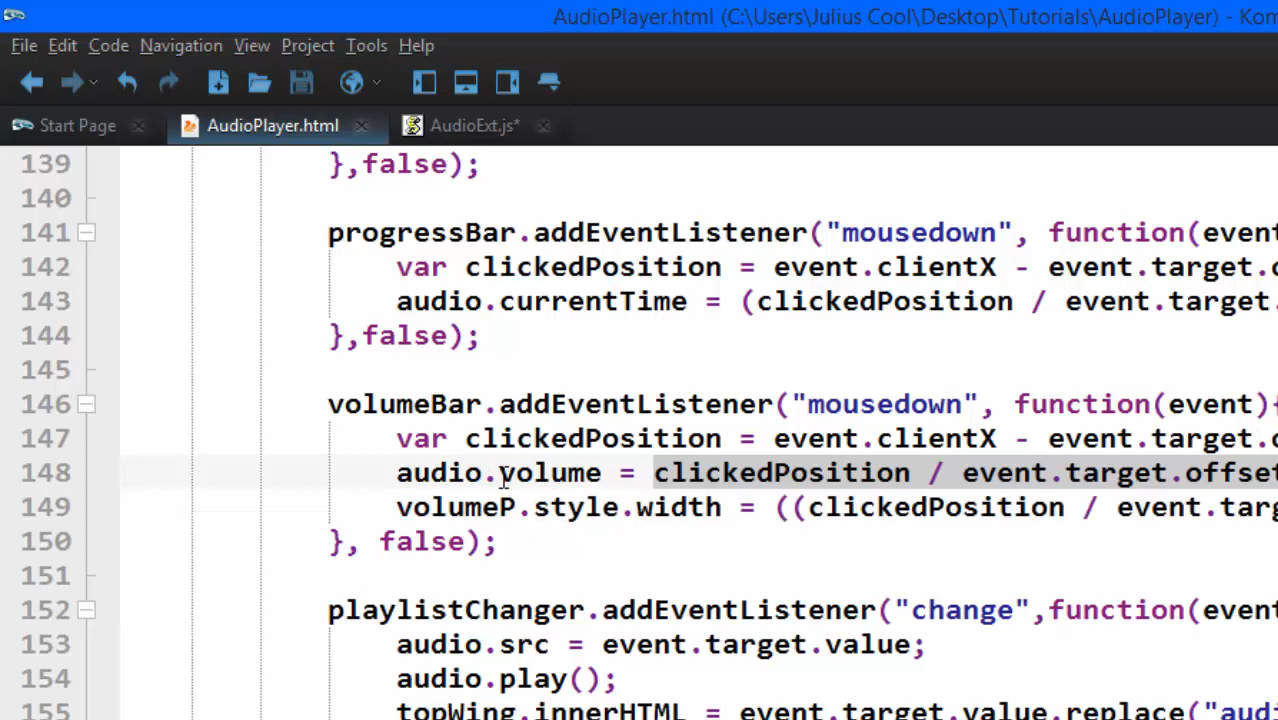 AudioPlayer.html (C:\Users\Julius Cool\Desktop\Tutorials\AudioPlayer) - Kom
File Edit Code Navigation View Project Tools Help
Start Page AudioPlayer.html AudioExt.js*
139 },false);
140
141 progressBar.addEventListener("mousedown", function(event
142 var clickedPosition = event.clientX - event.target.o
143 audio.currentTime = (clickedPosition / event.target.
144 },false);
145
146 volumeBar.addEventListener("mousedown", function(event){
147 var clickedPosition = event.clientX - event.target.o
148 audio.volume = clickedPosition / event.target.offset
149 volumeP.style.width = ((clickedPosition / event.targ
150 }, false);
151
152 playlistChanger.addEventListener("change",function(event
153 audio.src = event.target.value;
154 audio.play();
155 topWing.innerHTML = event.target.value.replace("audi